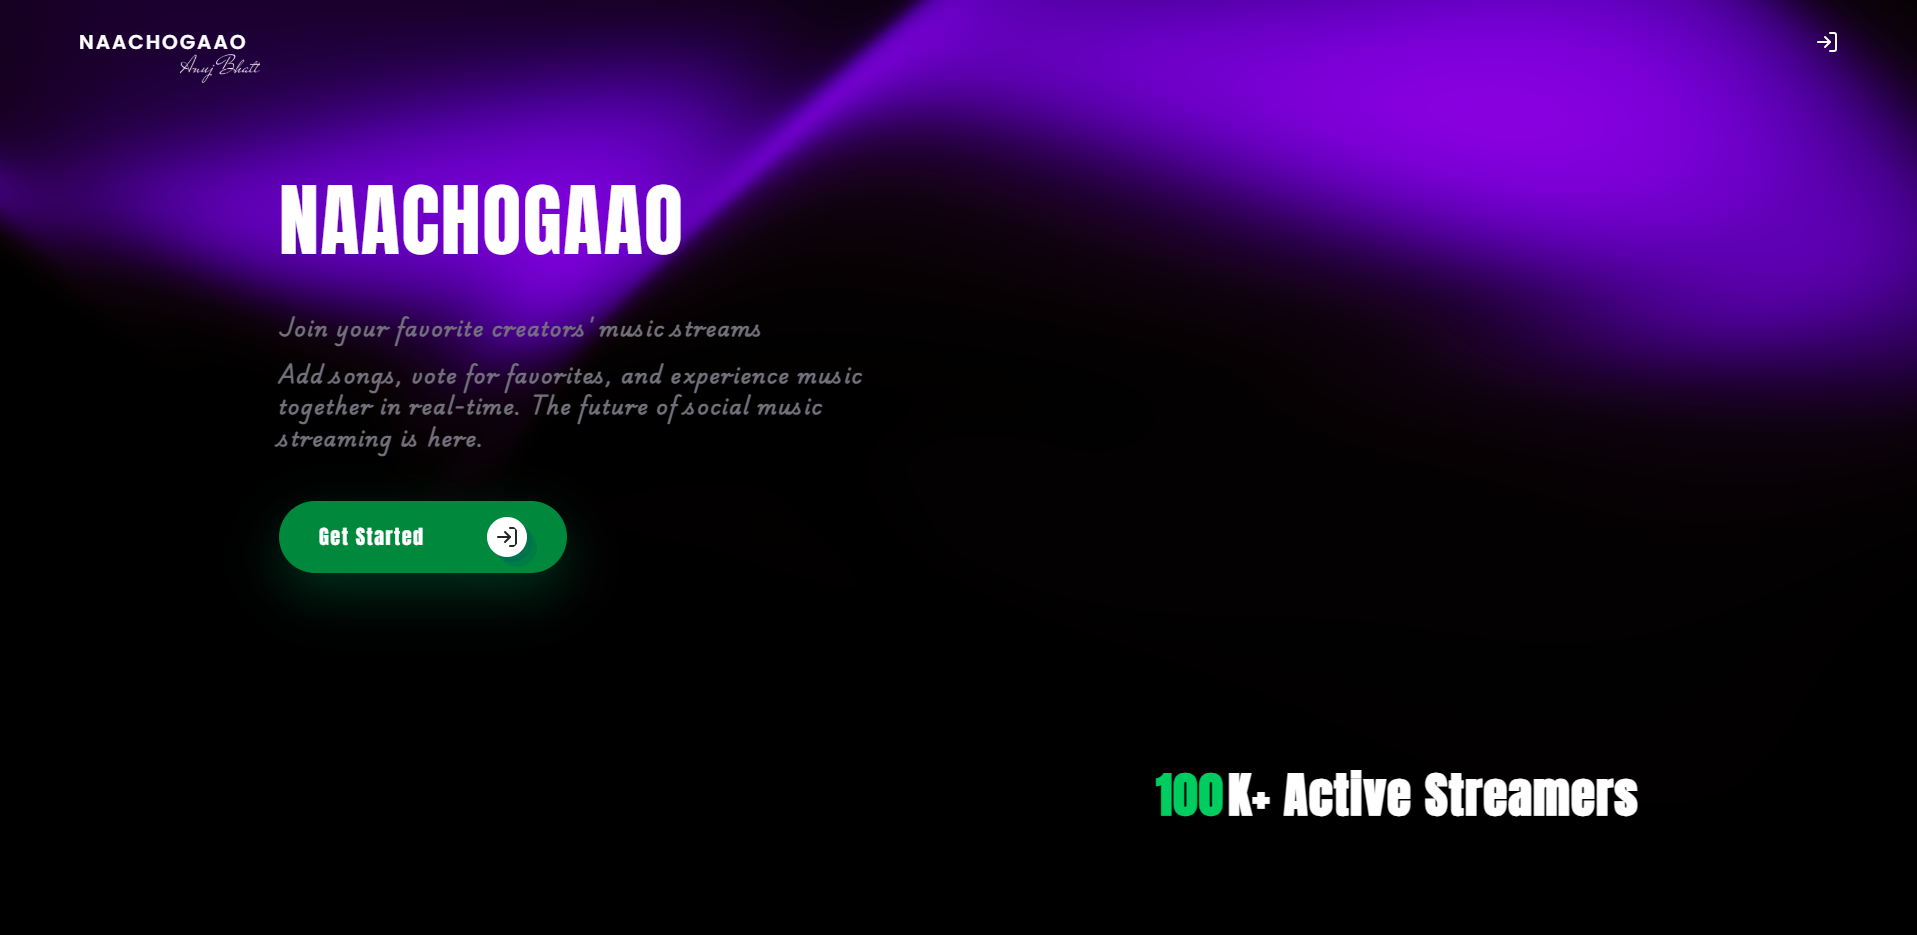 NAACHOGAAO
Anuj Bhatt
NAACHOGAAO
Join your favorite creators' music streams
Add songs, vote for favorites, and experience music
together in real-time. The future of social music
streaming is here.
Get Started
100K+ Active Streamers